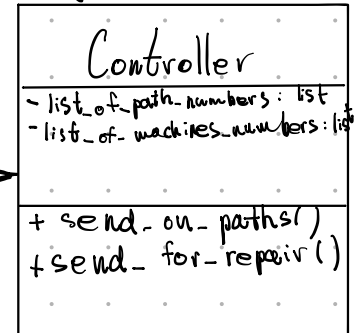 Controller
- list_of_path_numbers: list
- list_of_machines_numbers: list
+ send_on_paths()
+ send_for_repair()